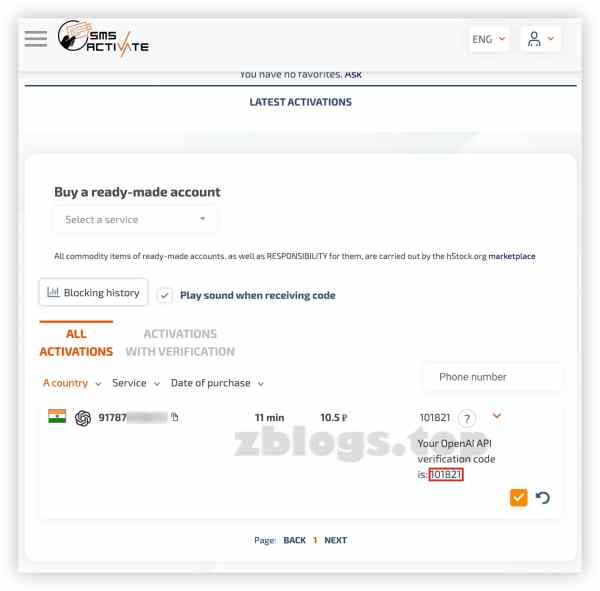 SMS
ACTIVATE
ENG
You have no favorites. Ask
LATEST ACTIVATIONS
Buy a ready-made account
Select a service
All commodity items of ready-made accounts, as well as RESPONSIBILITY for them, are carried out by the hStock.org marketplace
Blocking history
Play sound when receiving code
ALL
ACTIVATIONS
ACTIVATIONS
WITH VERIFICATION
A country
Service
Date of purchase
Phone number
91787
11 min
10.5 ₽
101821
?
zblogs.top
Your OpenAI API
verification code
is: 101821
Page: BACK 1 NEXT